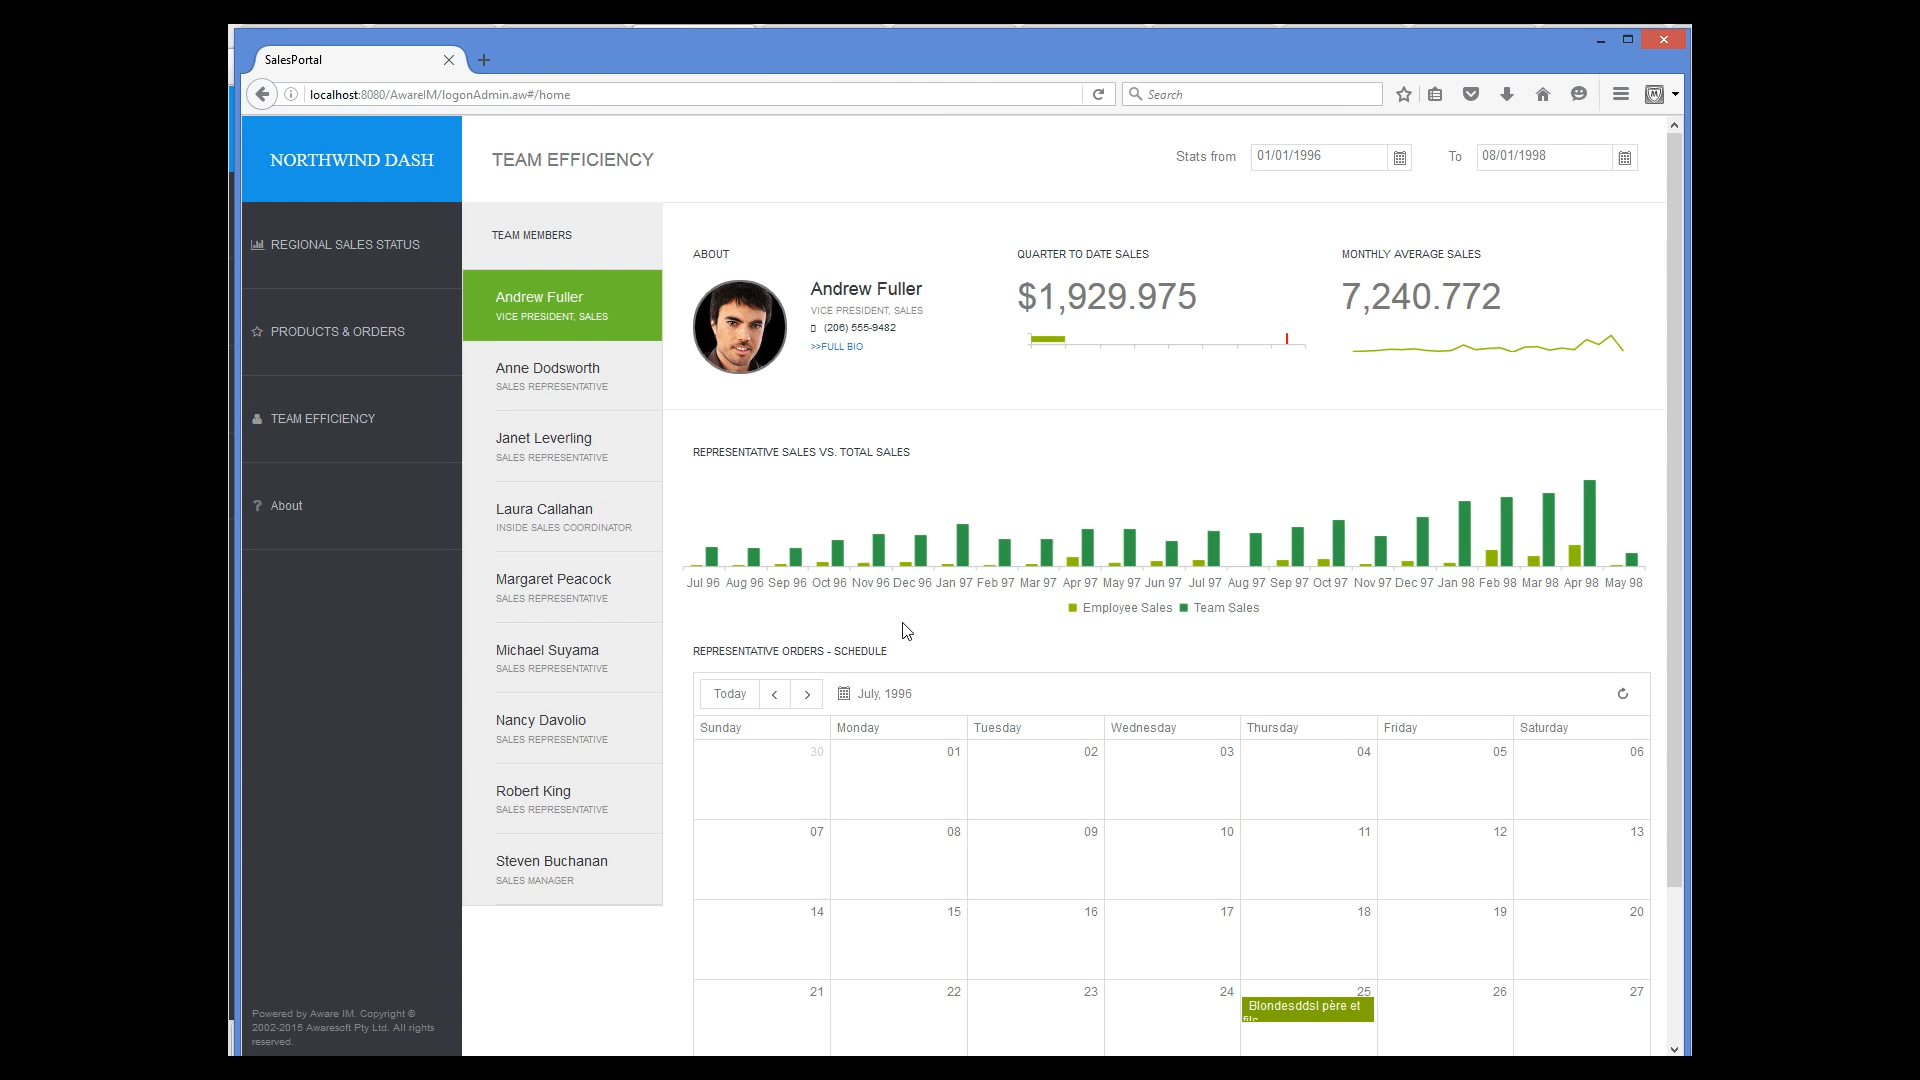 SalesPortal
localhost:8080/AwareIM/logonAdmin.aw#/home
Search
NORTHWIND DASH
TEAM EFFICIENCY
Stats from
01/01/1996
To
08/01/1998
REGIONAL SALES STATUS
PRODUCTS & ORDERS
TEAM EFFICIENCY
? About
Powered by Aware IM. Copyright ©
2002-2015 Awaresoft Pty Ltd. All rights
reserved.
TEAM MEMBERS
Andrew Fuller
VICE PRESIDENT, SALES
Anne Dodsworth
SALES REPRESENTATIVE
Janet Leverling
SALES REPRESENTATIVE
Laura Callahan
INSIDE SALES COORDINATOR
Margaret Peacock
SALES REPRESENTATIVE
Michael Suyama
SALES REPRESENTATIVE
Nancy Davolio
SALES REPRESENTATIVE
Robert King
SALES REPRESENTATIVE
Steven Buchanan
SALES MANAGER
ABOUT
Andrew Fuller
VICE PRESIDENT, SALES
(206) 555-9482
>>FULL BIO
QUARTER TO DATE SALES
$1,929.975
MONTHLY AVERAGE SALES
7,240.772
REPRESENTATIVE SALES VS. TOTAL SALES
Jul 96 Aug 96 Sep 96 Oct 96 Nov 96 Dec 96 Jan 97 Feb 97 Mar 97 Apr 97 May 97 Jun 97 Jul 97 Aug 97 Sep 97 Oct 97 Nov 97 Dec 97 Jan 98 Feb 98 Mar 98 Apr 98 May 98
Employee Sales Team Sales
REPRESENTATIVE ORDERS - SCHEDULE
Today
July, 1996
Sunday Monday Tuesday Wednesday Thursday Friday Saturday
30 01 02 03 04 05 06
07 08 09 10 11 12 13
14 15 16 17 18 19 20
21 22 23 24 25 26 27
Blondesddsl père et
fils